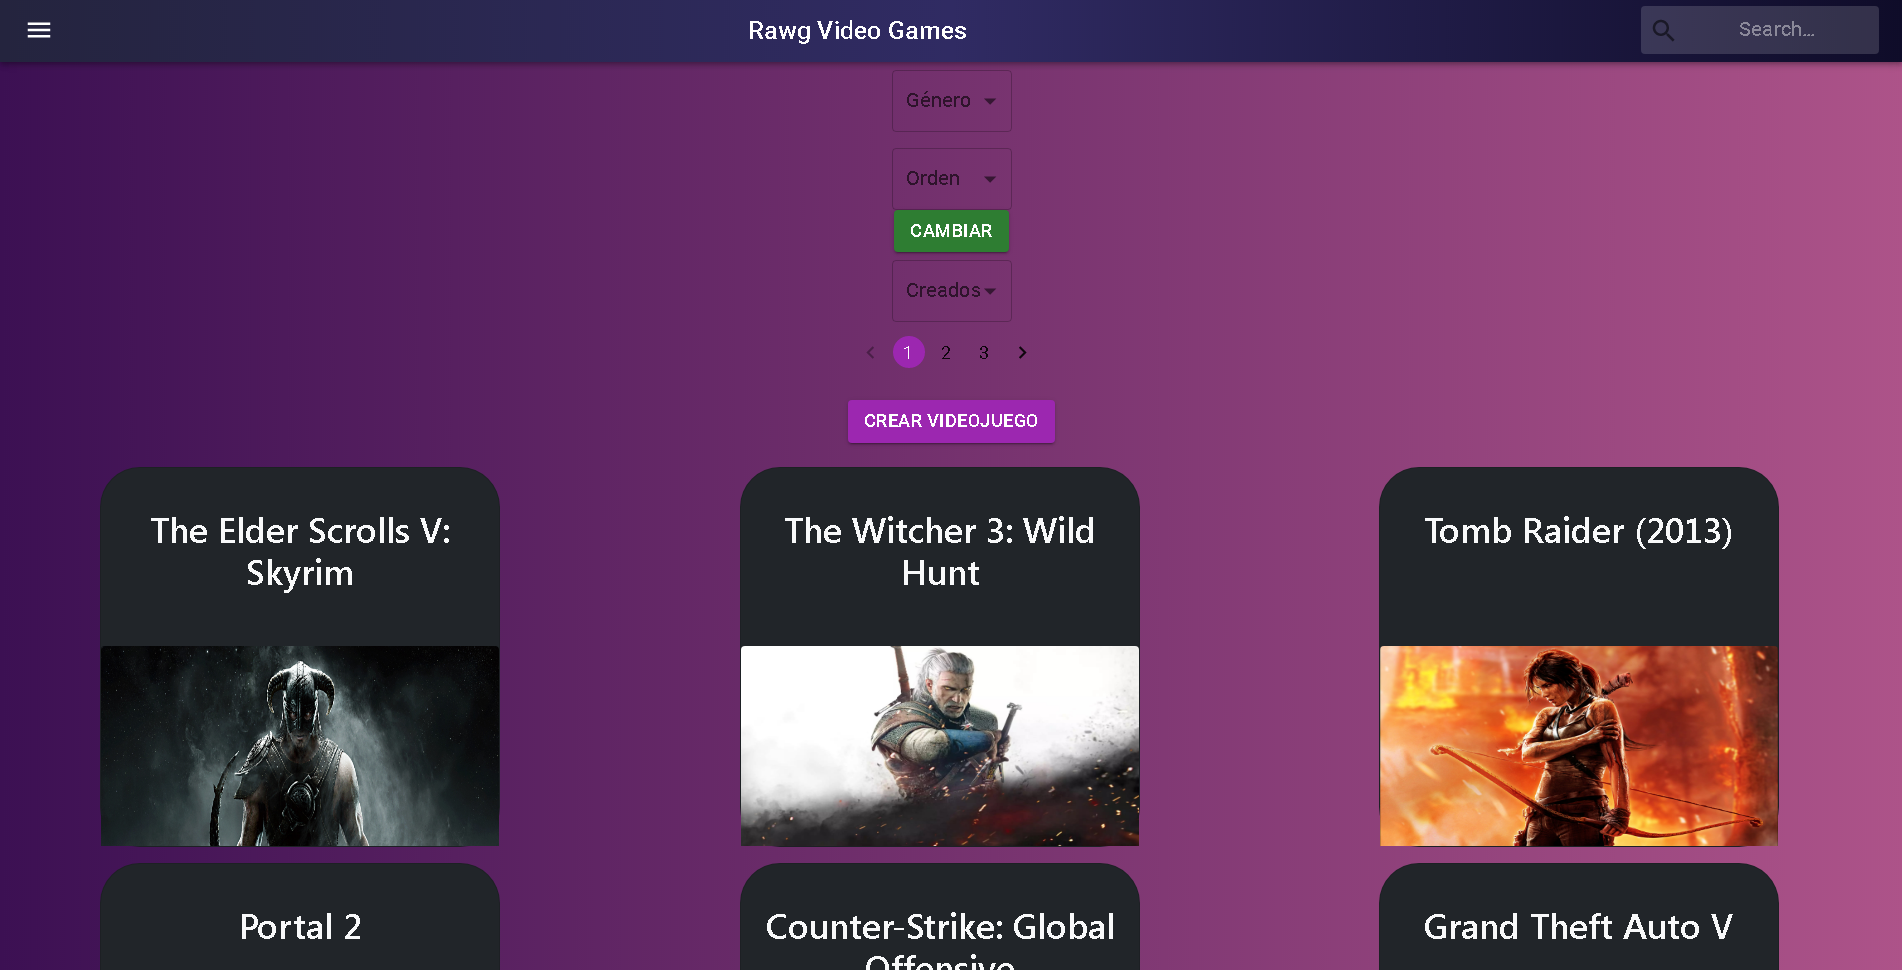 Rawg Video Games
Search...
Género
Orden
CAMBIAR
Creados
1 2 3
CREAR VIDEOJUEGO
The Elder Scrolls V:
Skyrim
The Witcher 3: Wild
Hunt
Tomb Raider (2013)
Portal 2
Counter-Strike: Global
Offensive
Grand Theft Auto V